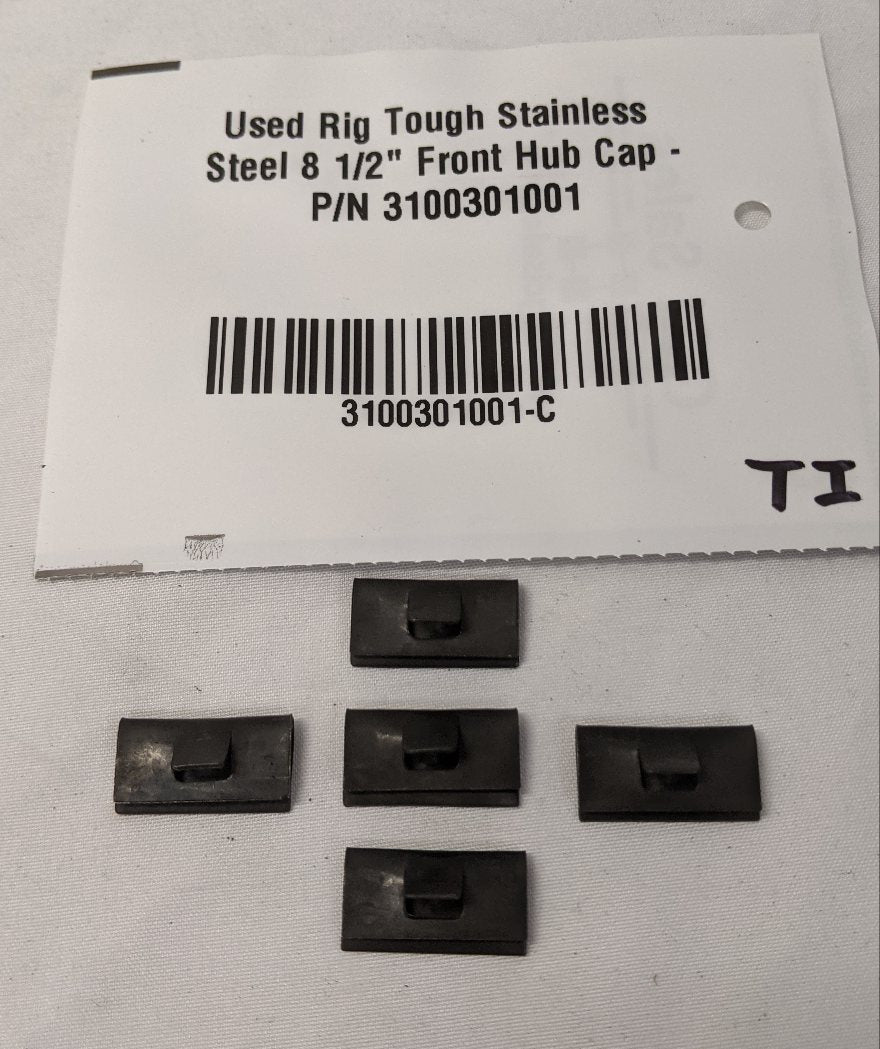 Used Rig Tough Stainless
Steel 8 1/2" Front Hub Cap -
P/N 3100301001
3100301001-C
TI